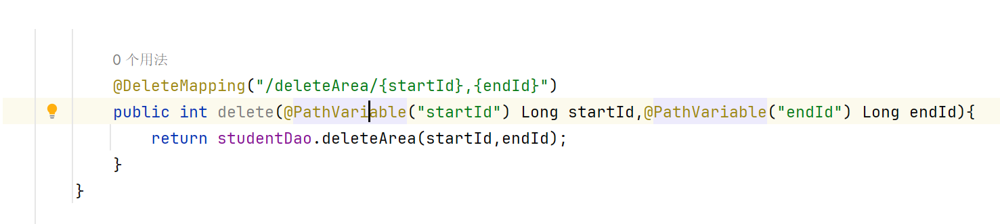 0 个用法
@DeleteMapping("/deleteArea/{startId},{endId}")
public int delete(@PathVariable("startId") Long startId,@PathVariable("endId") Long endId){
return studentDao.deleteArea(startId,endId);
}
}